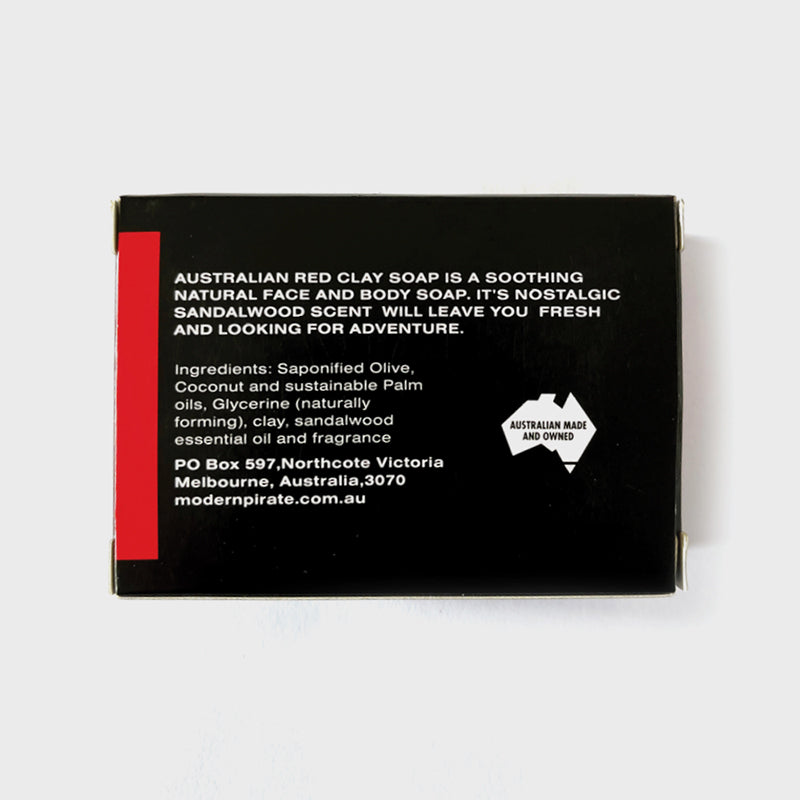 AUSTRALIAN RED CLAY SOAP IS A SOOTHING
NATURAL FACE AND BODY SOAP. IT'S NOSTALGIC
SANDALWOOD SCENT WILL LEAVE YOU FRESH
AND LOOKING FOR ADVENTURE.
Ingredients: Saponified Olive,
Coconut and sustainable Palm
oils, Glycerine (naturally
forming), clay, sandalwood
essential oil and fragrance
PO Box 597,Northcote Victoria
Melbourne, Australia,3070
modernpirate.com.au
AUSTRALIAN MADE
AND OWNED